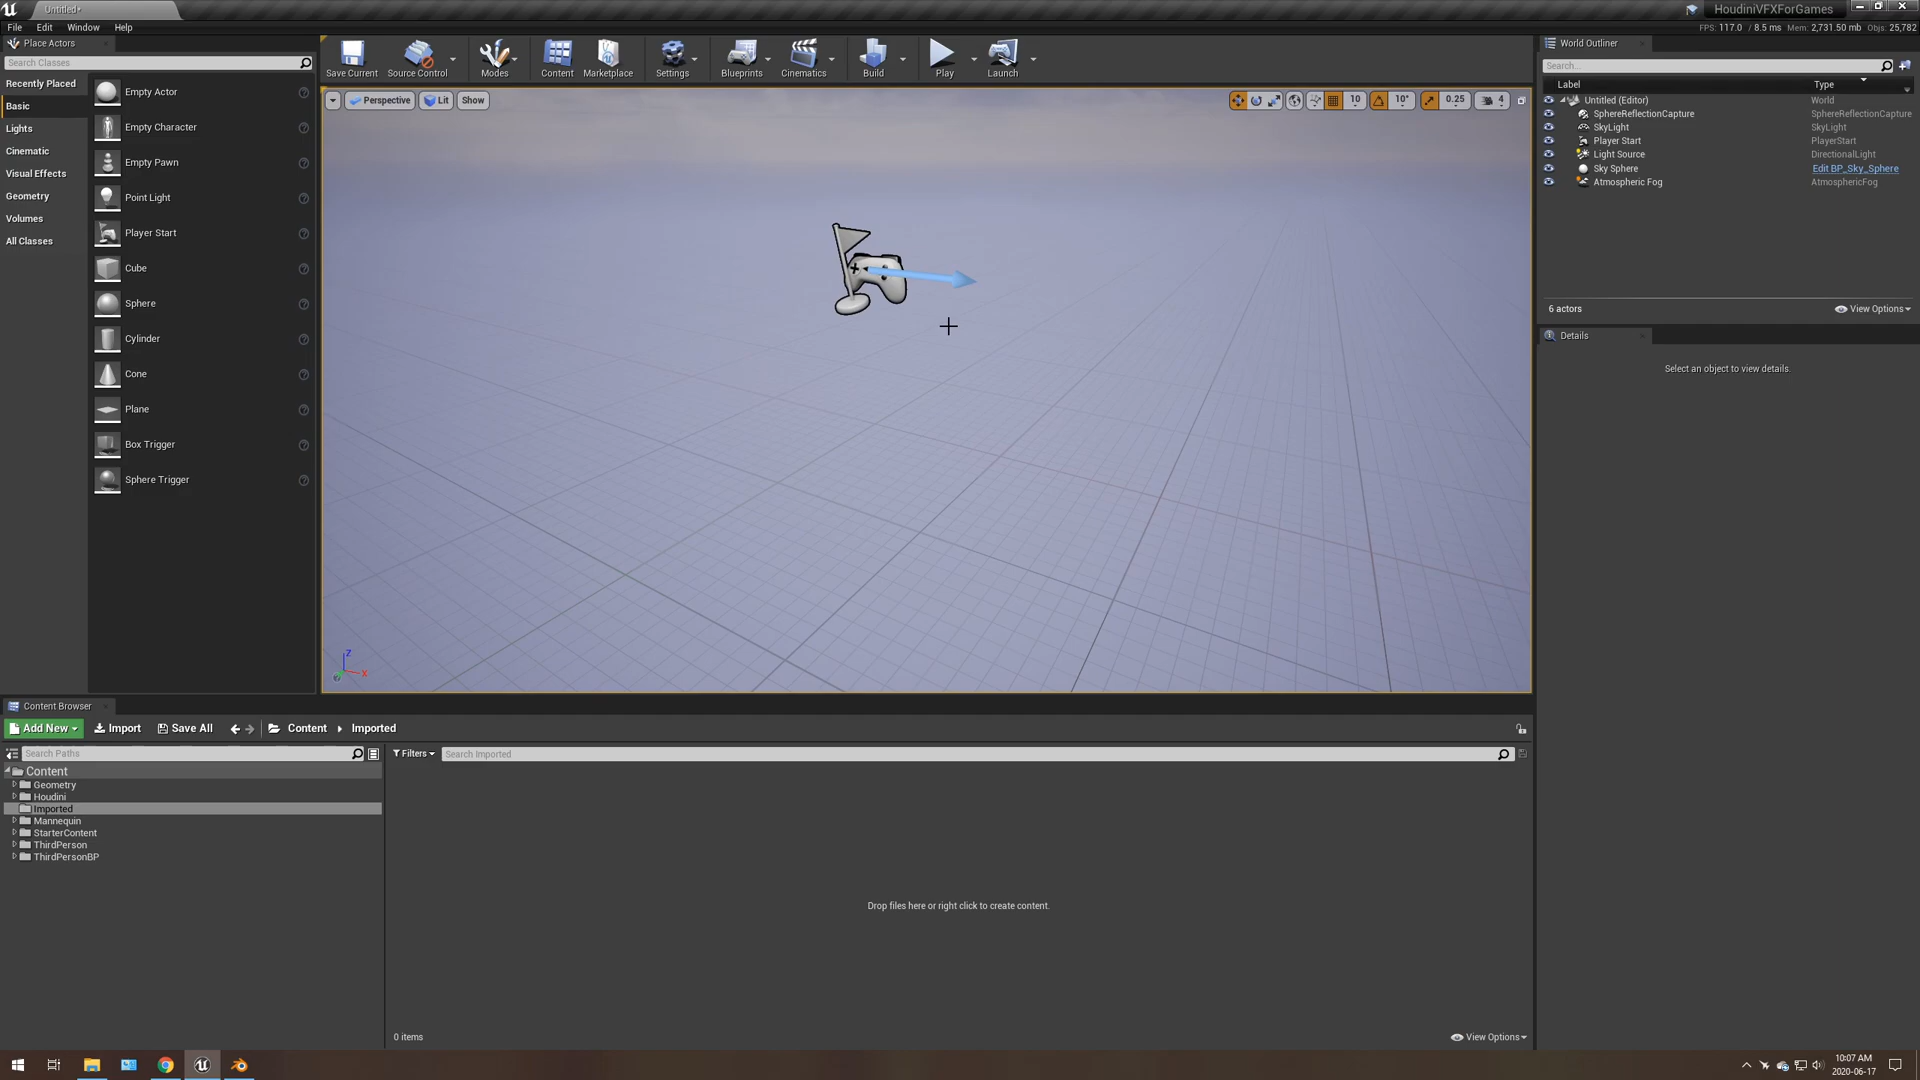 Untitled*
HoudiniVFXForGames
File Edit Window Help
FPS: 117.0 / 8.5 ms Mem: 2,731.50 mb Objs: 25,782
Place Actors
Search Classes
Recently Placed
Basic
Lights
Cinematic
Visual Effects
Geometry
Volumes
All Classes
Empty Actor
Empty Character
Empty Pawn
Point Light
Player Start
Cube
Sphere
Cylinder
Cone
Plane
Box Trigger
Sphere Trigger
Save Current Source Control Modes Content Marketplace Settings Blueprints Cinematics Build Play Launch
Perspective Lit Show
10 10° 0.25 4
Z
X
World Outliner
Search...
Label Type
Untitled (Editor) World
SphereReflectionCapture SphereReflectionCapture
SkyLight SkyLight
Player Start PlayerStart
Light Source DirectionalLight
Sky Sphere Edit BP_Sky_Sphere
Atmospheric Fog AtmosphericFog
6 actors View Options
Details
Select an object to view details.
Content Browser
Add New Import Save All Content Imported
Search Paths
Filters Search Imported
Content
Geometry
Houdini
Imported
Mannequin
StarterContent
ThirdPerson
ThirdPersonBP
Drop files here or right click to create content.
0 items View Options
10:07 AM
2020-06-17